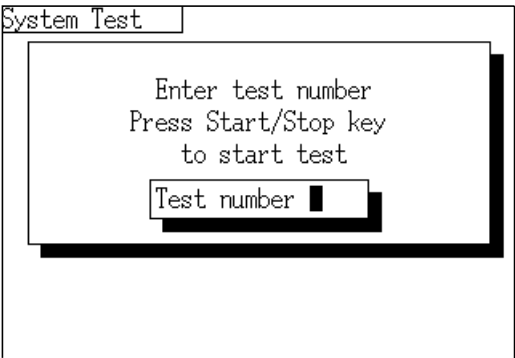 System Test
Enter test number
Press Start/Stop key
to start test
Test number